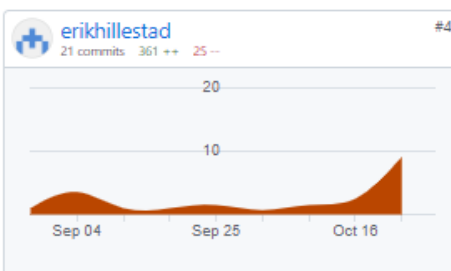 erikhillestad #4
21 commits 361 ++ 25 --
20
10
Sep 04 Sep 25 Oct 16